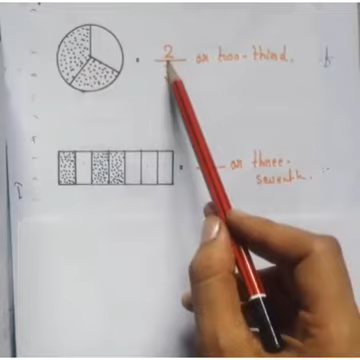 2 or two-third.
or three-
seventh.